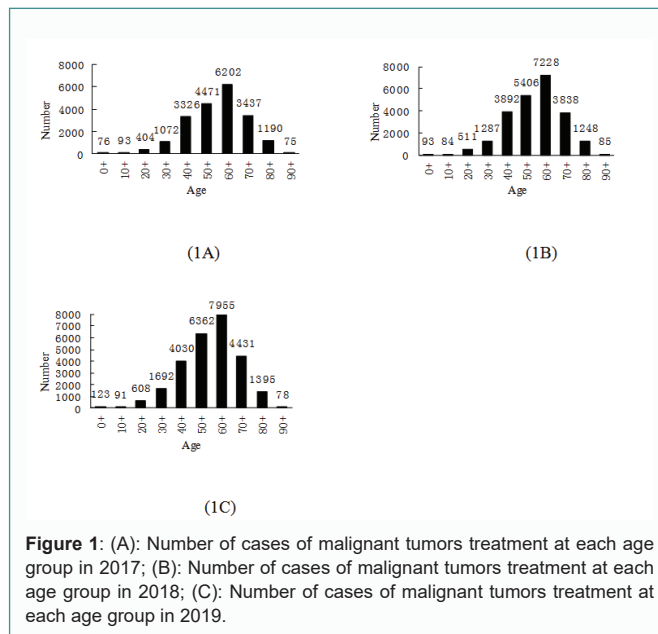 8000
6000
4000
2000
0
Number
76 93 404 1072 3326 4471 6202 3437 1190 75
0+ 10+ 20+ 30+ 40+ 50+ 60+ 70+ 80+ 90+
Age
(1A)
8000
6000
4000
2000
0
Number
93 84 511 1287 3892 5406 7228 3838 1248 85
0+ 10+ 20+ 30+ 40+ 50+ 60+ 70+ 80+ 90+
Age
(1B)
8000
7000
6000
5000
4000
3000
2000
1000
0
Number
123 91 608 1692 4030 6362 7955 4431 1395 78
0+ 10+ 20+ 30+ 40+ 50+ 60+ 70+ 80+ 90+
Age
(1C)
Figure 1: (A): Number of cases of malignant tumors treatment at each age
group in 2017; (B): Number of cases of malignant tumors treatment at each
age group in 2018; (C): Number of cases of malignant tumors treatment at
each age group in 2019.